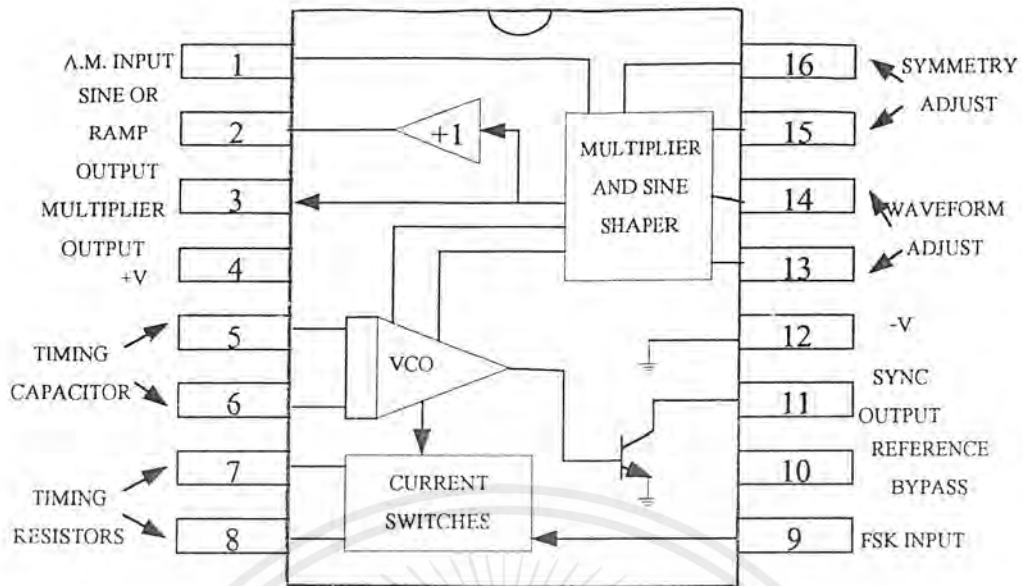 A.M. INPUT
1
SINE OR
RAMP
2
OUTPUT
MULTIPLIER
3
OUTPUT
+V
4
TIMING
CAPACITOR
5
6
TIMING
RESISTORS
7
8
+1
MULTIPLIER
AND SINE
SHAPER
VCO
CURRENT
SWITCHES
16
SYMMETRY
ADJUST
15
14
WAVEFORM
ADJUST
13
12
-V
SYNC
11
OUTPUT
10
REFERENCE
BYPASS
9
FSK INPUT